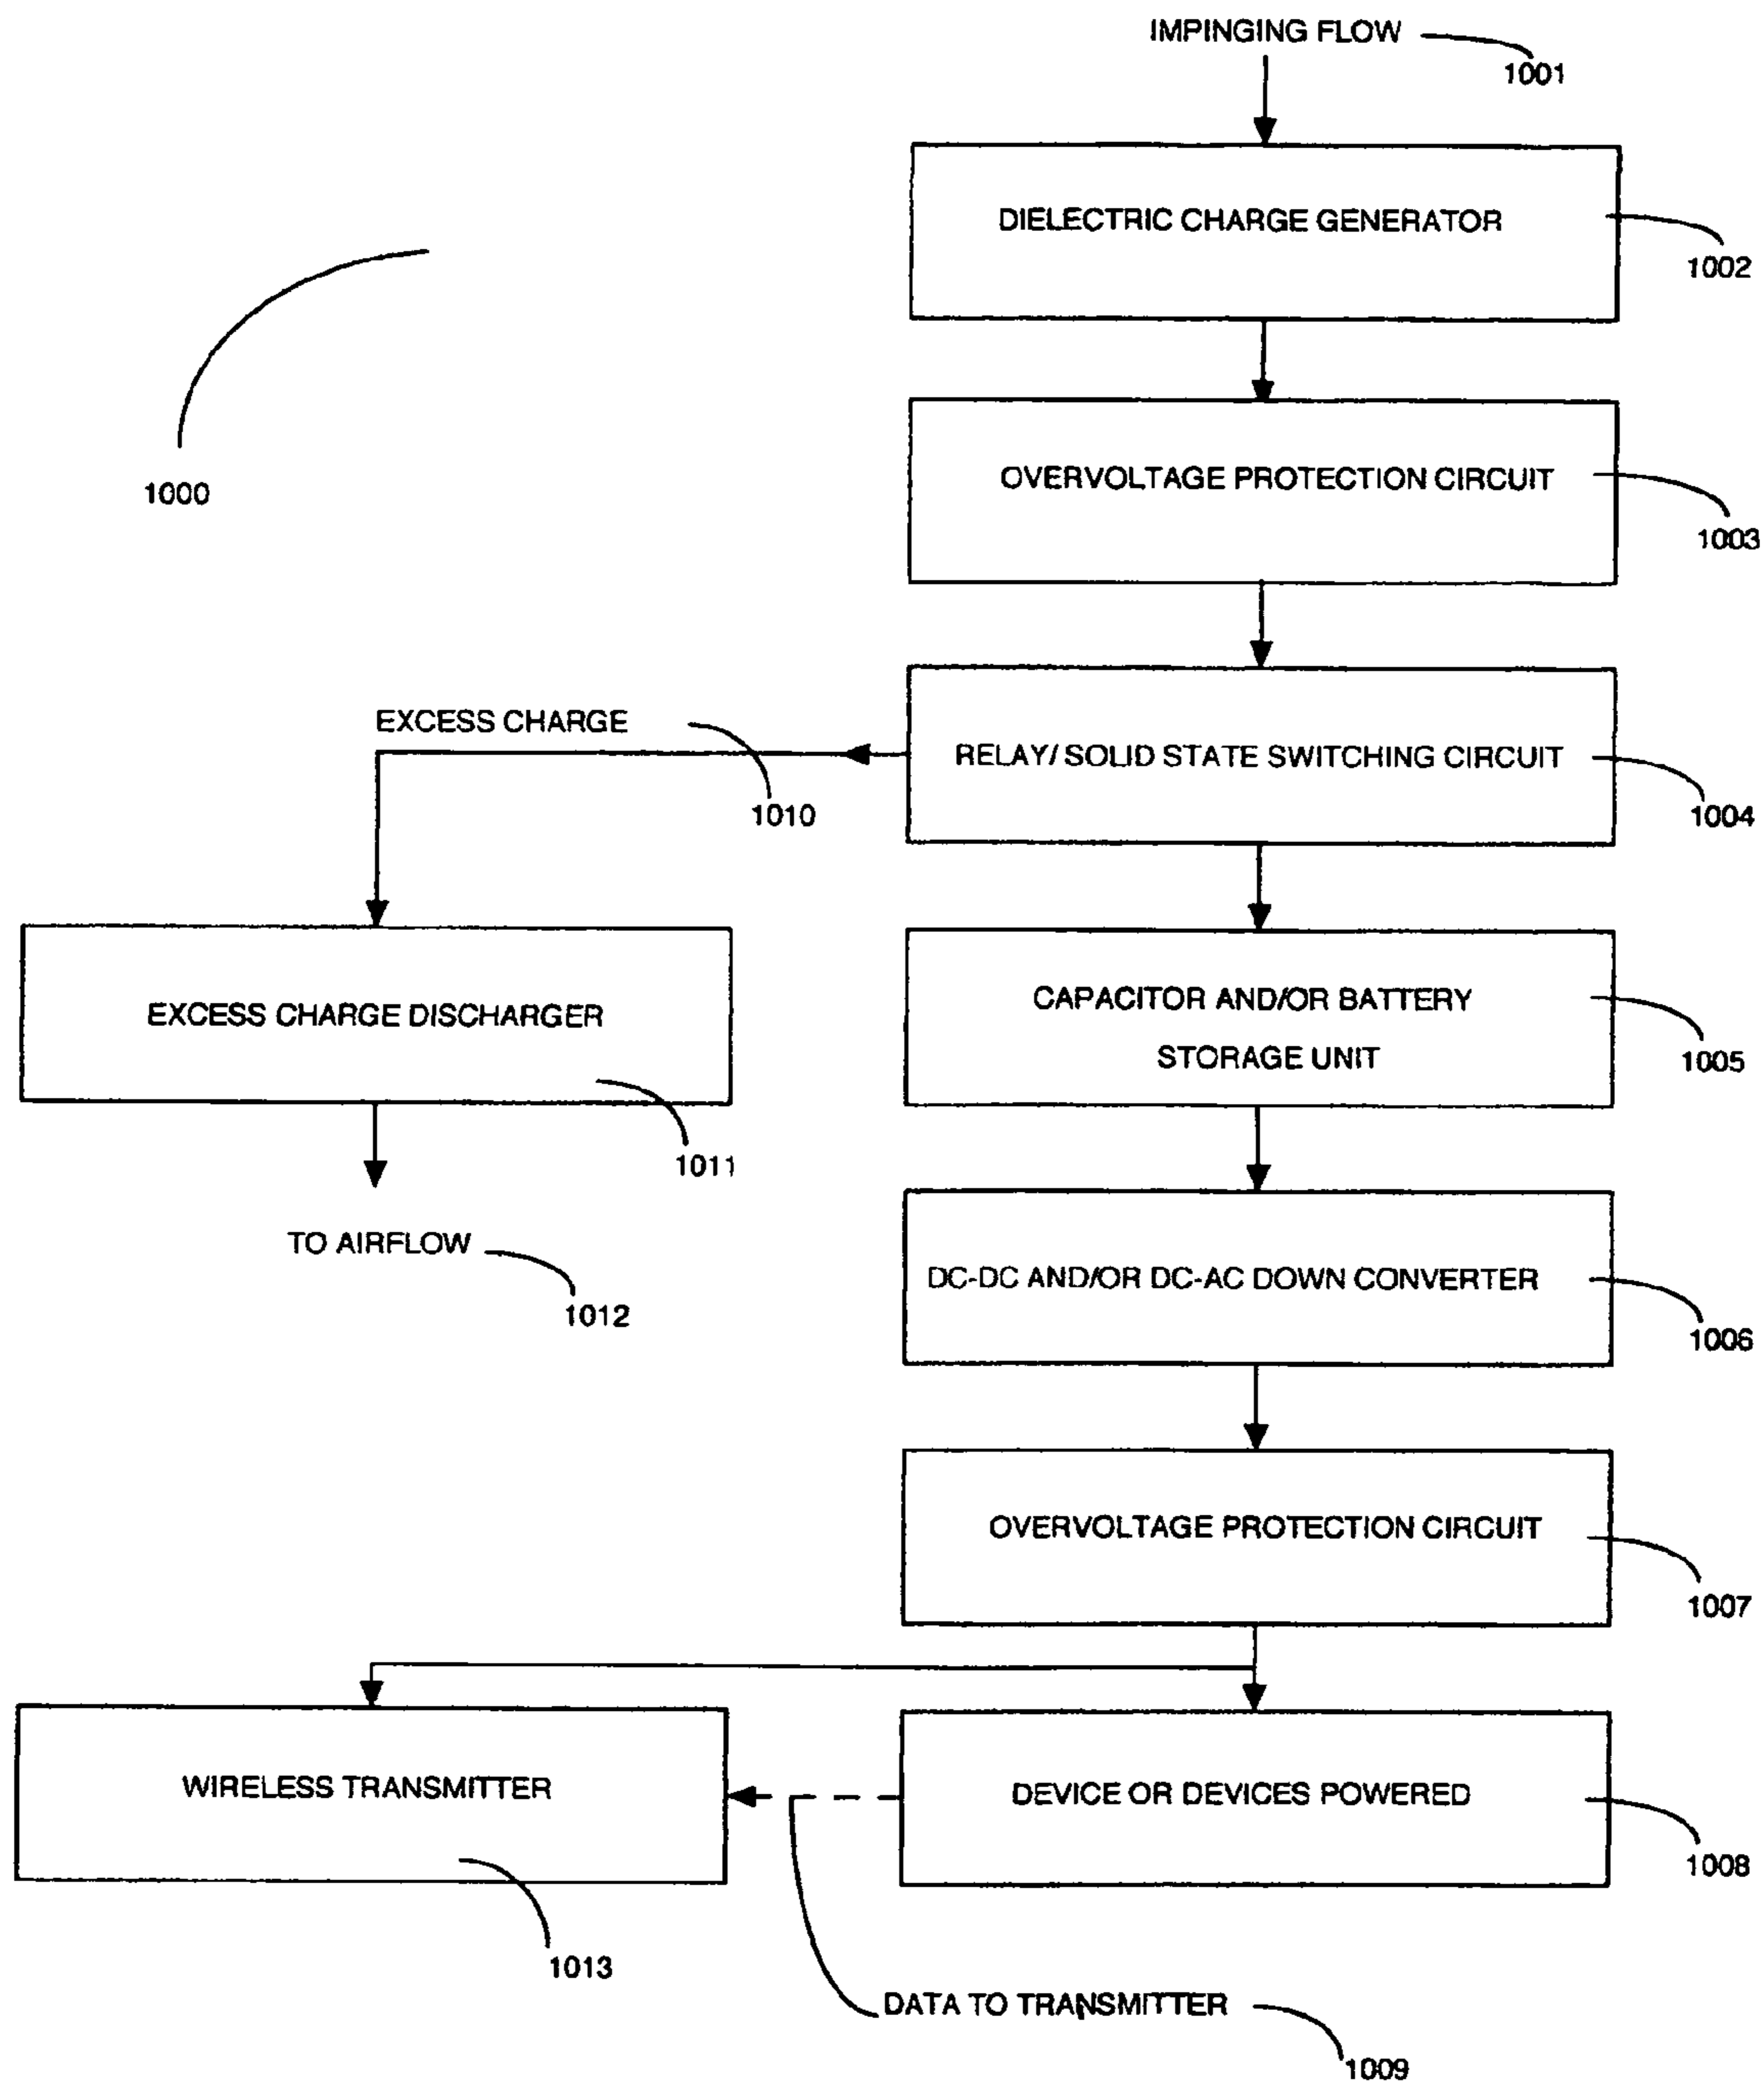 IMPINGING FLOW
1001
DIELECTRIC CHARGE GENERATOR
1002
1000
OVERVOLTAGE PROTECTION CIRCUIT
1003
EXCESS CHARGE
1010
RELAY/ SOLID STATE SWITCHING CIRCUIT
1004
EXCESS CHARGE DISCHARGER
1011
CAPACITOR AND/OR BATTERY
STORAGE UNIT
1005
TO AIRFLOW
1012
DC-DC AND/OR DC-AC DOWN CONVERTER
1006
OVERVOLTAGE PROTECTION CIRCUIT
1007
WIRELESS TRANSMITTER
1013
DEVICE OR DEVICES POWERED
1008
DATA TO TRANSMITTER
1009